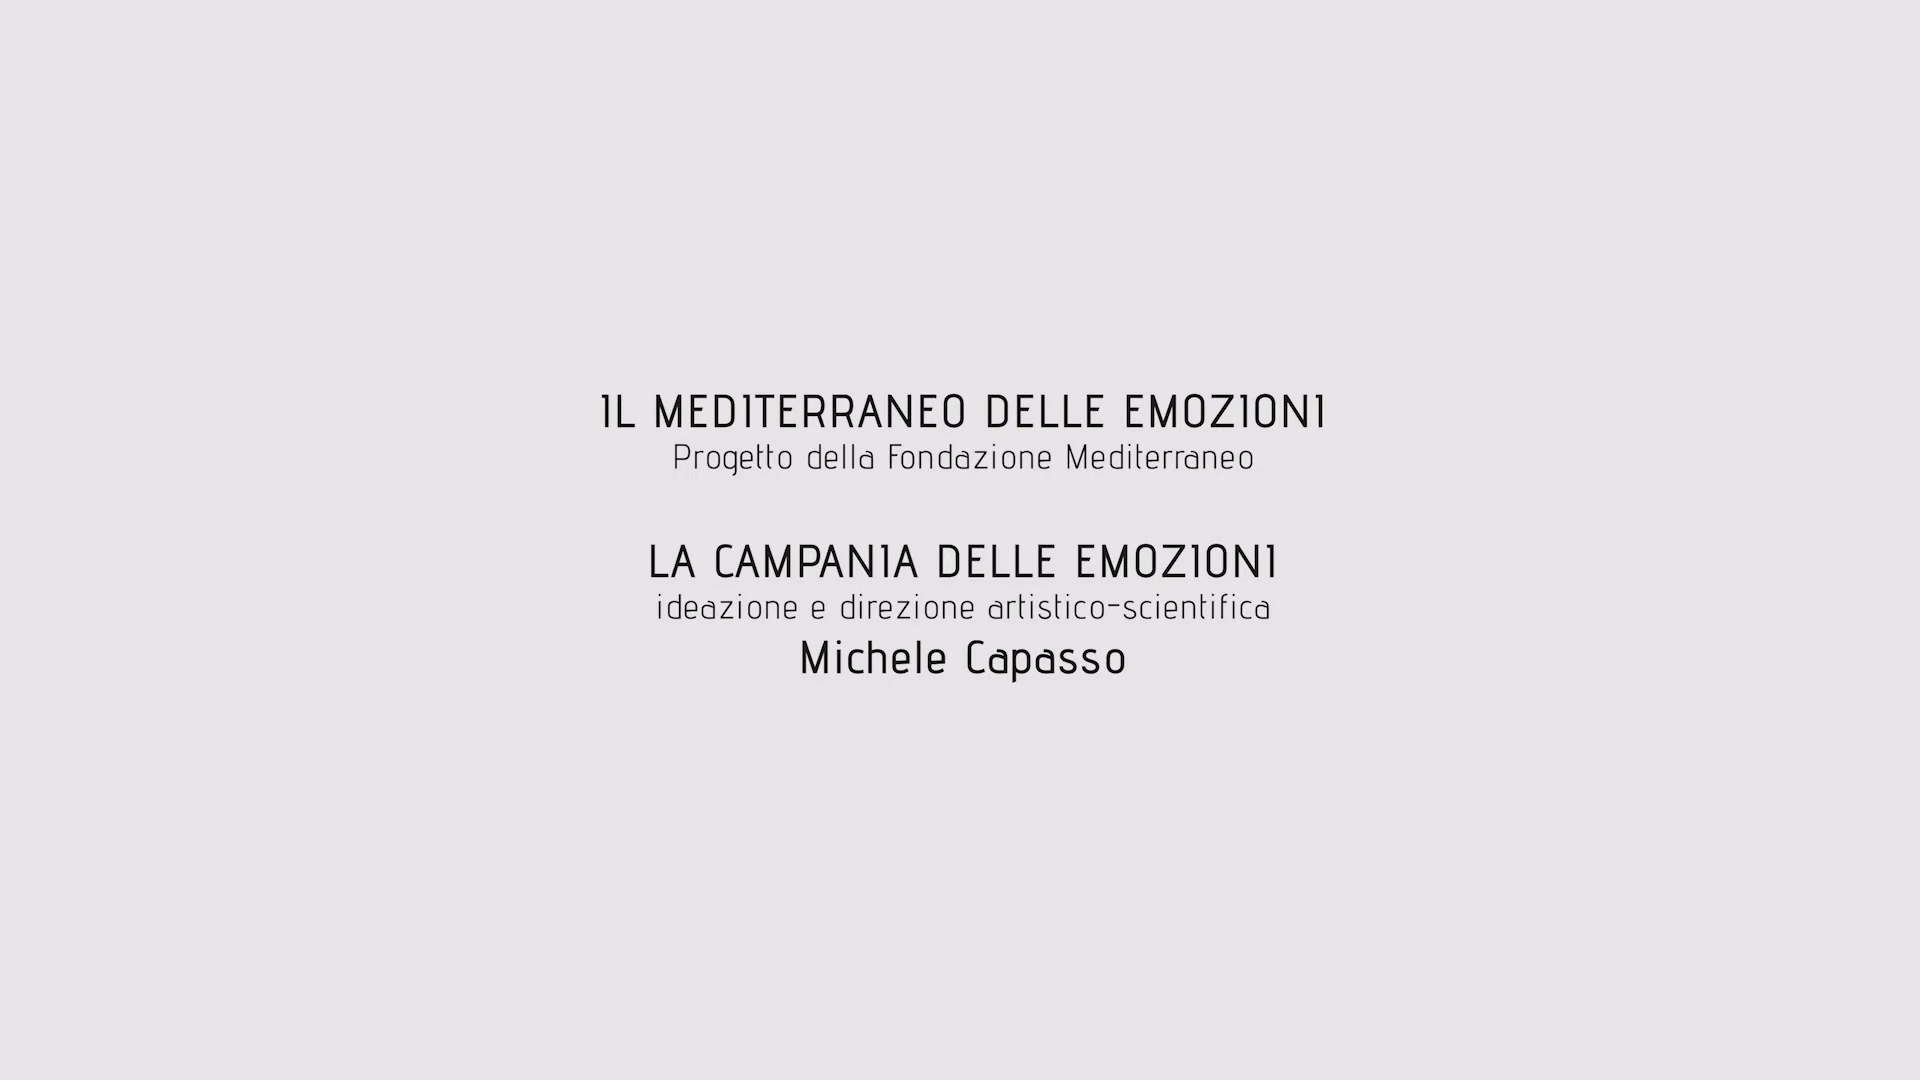 IL MEDITERRANEO DELLE EMOZIONI
Progetto della Fondazione Mediterraneo
LA CAMPANIA DELLE EMOZIONI
ideazione e direzione artistico-scientifica
Michele Capasso